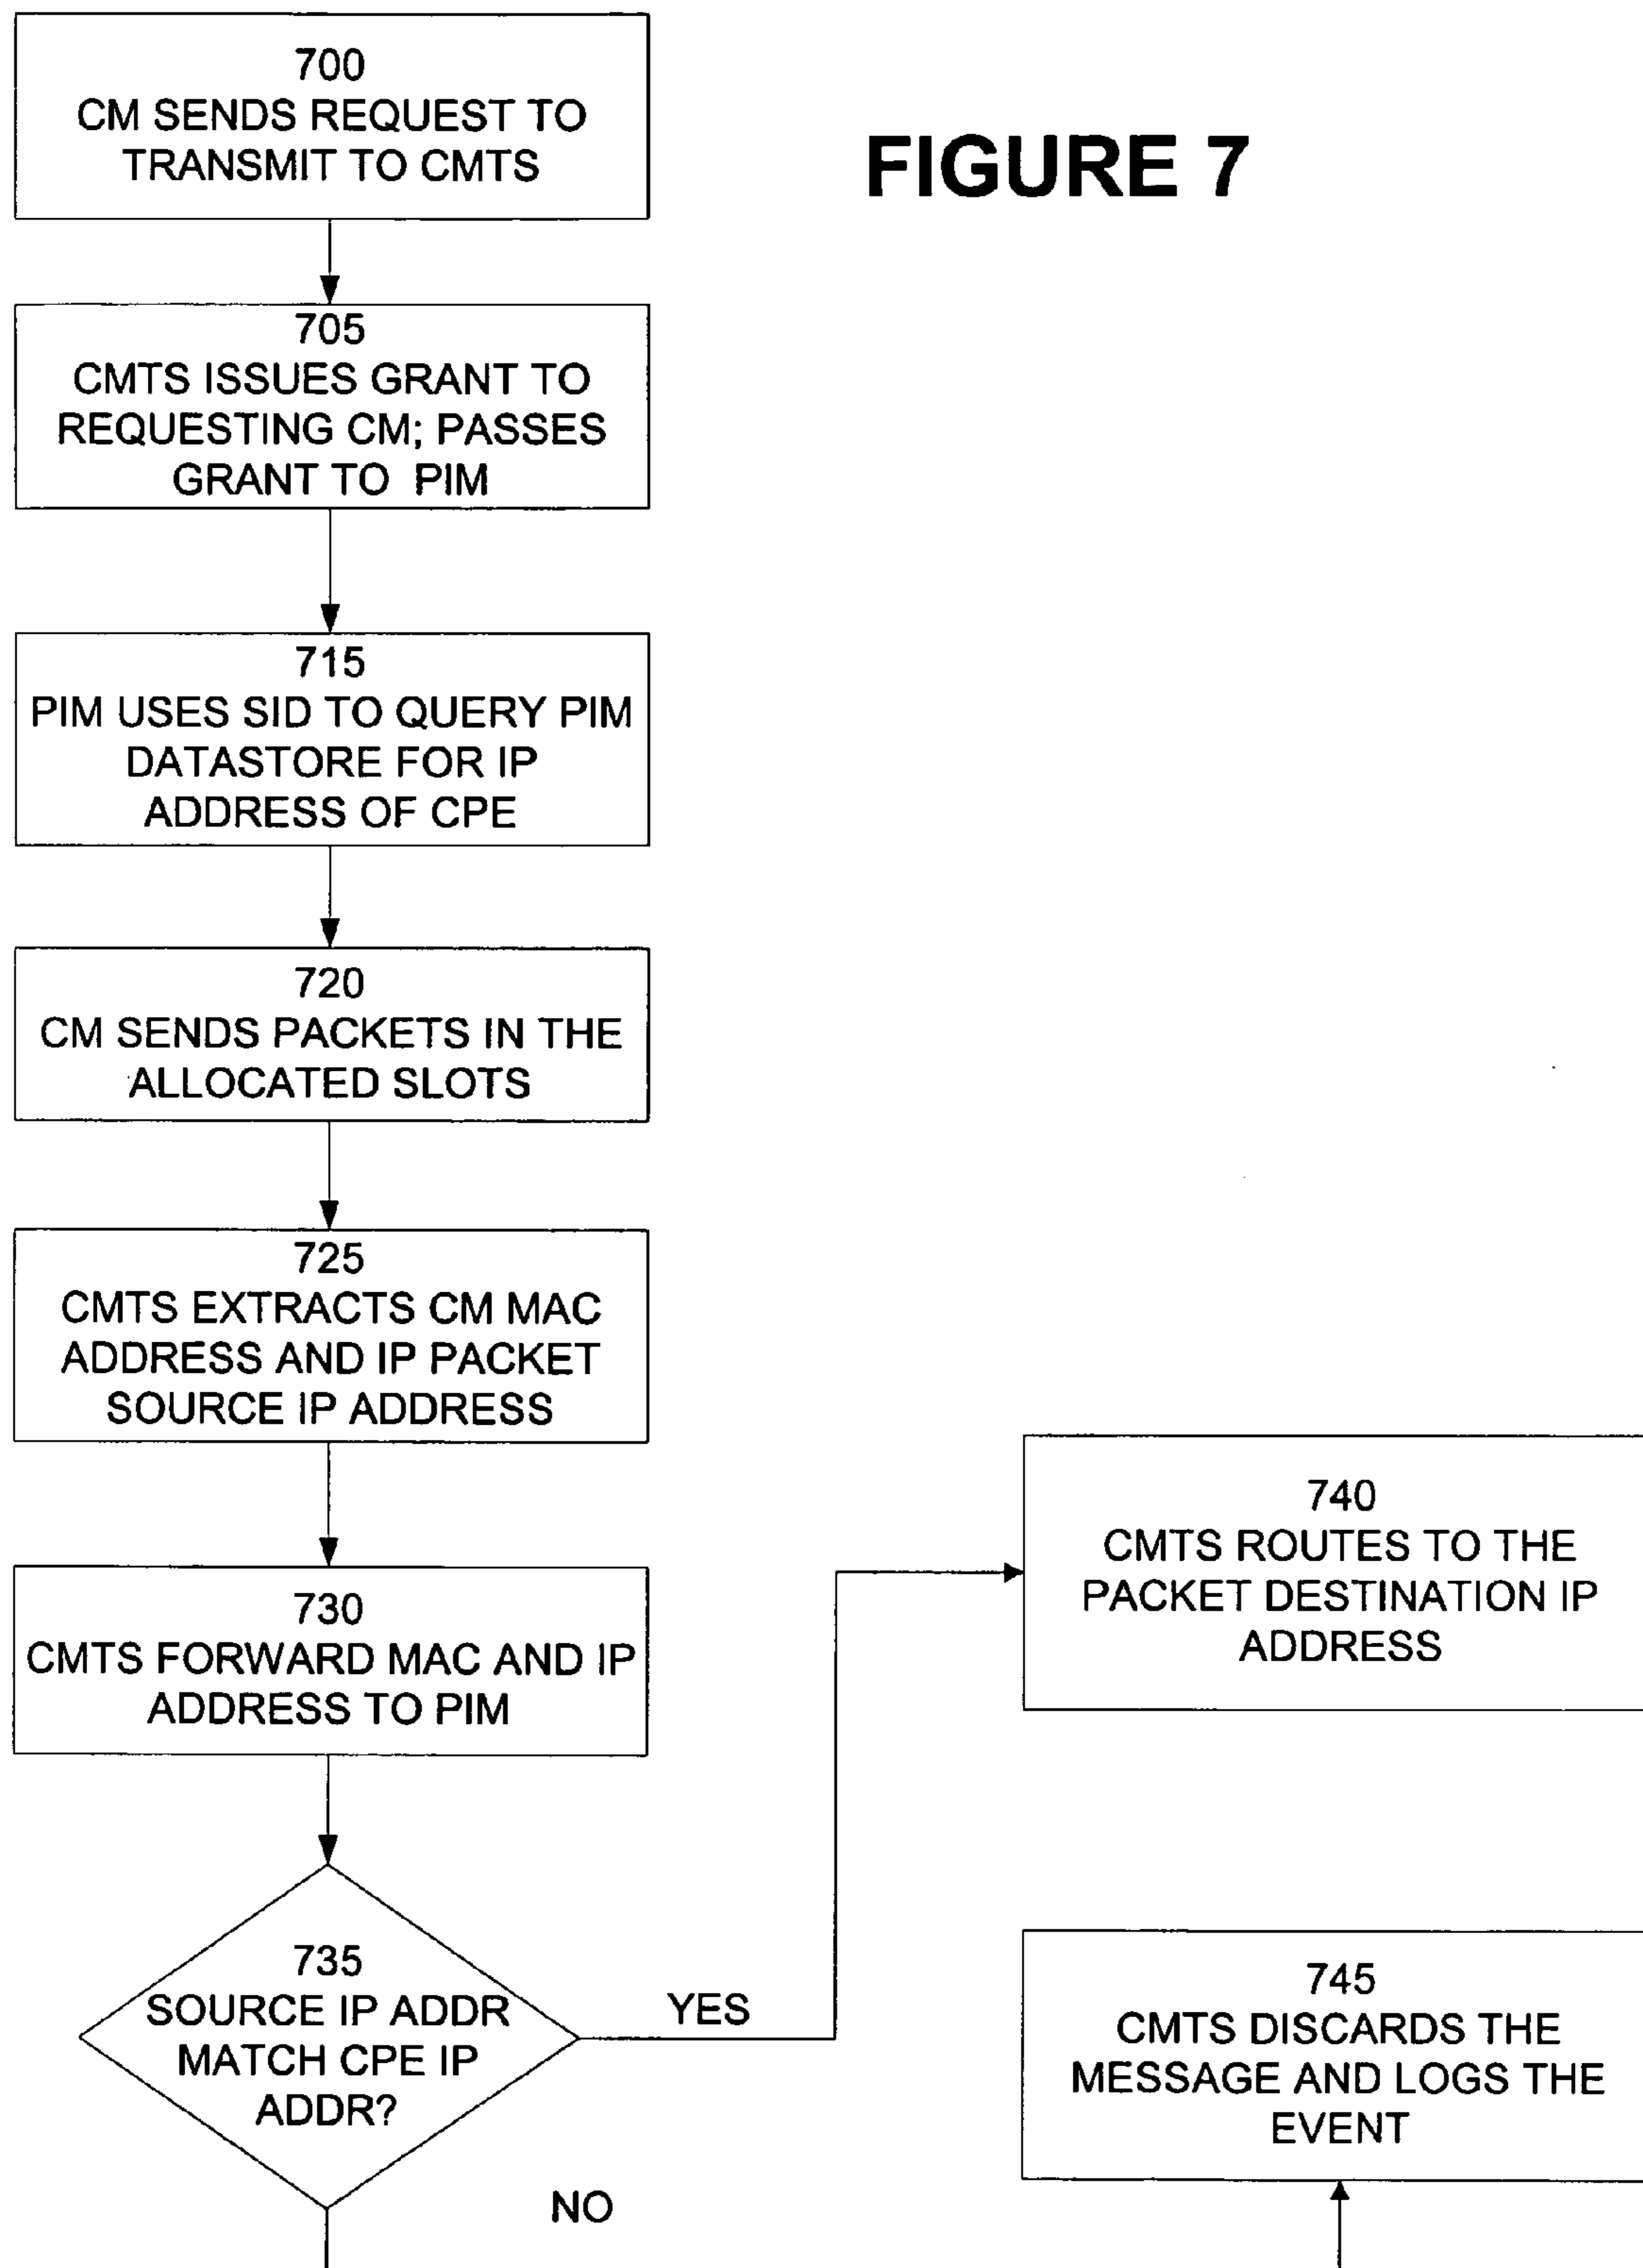 FIGURE 7
700
CM SENDS REQUEST TO
TRANSMIT TO CMTS
705
CMTS ISSUES GRANT TO
REQUESTING CM; PASSES
GRANT TO PIM
715
PIM USES SID TO QUERY PIM
DATASTORE FOR IP
ADDRESS OF CPE
720
CM SENDS PACKETS IN THE
ALLOCATED SLOTS
725
CMTS EXTRACTS CM MAC
ADDRESS AND IP PACKET
SOURCE IP ADDRESS
730
CMTS FORWARD MAC AND IP
ADDRESS TO PIM
735
SOURCE IP ADDR
MATCH CPE IP
ADDR?
YES
NO
740
CMTS ROUTES TO THE
PACKET DESTINATION IP
ADDRESS
745
CMTS DISCARDS THE
MESSAGE AND LOGS THE
EVENT